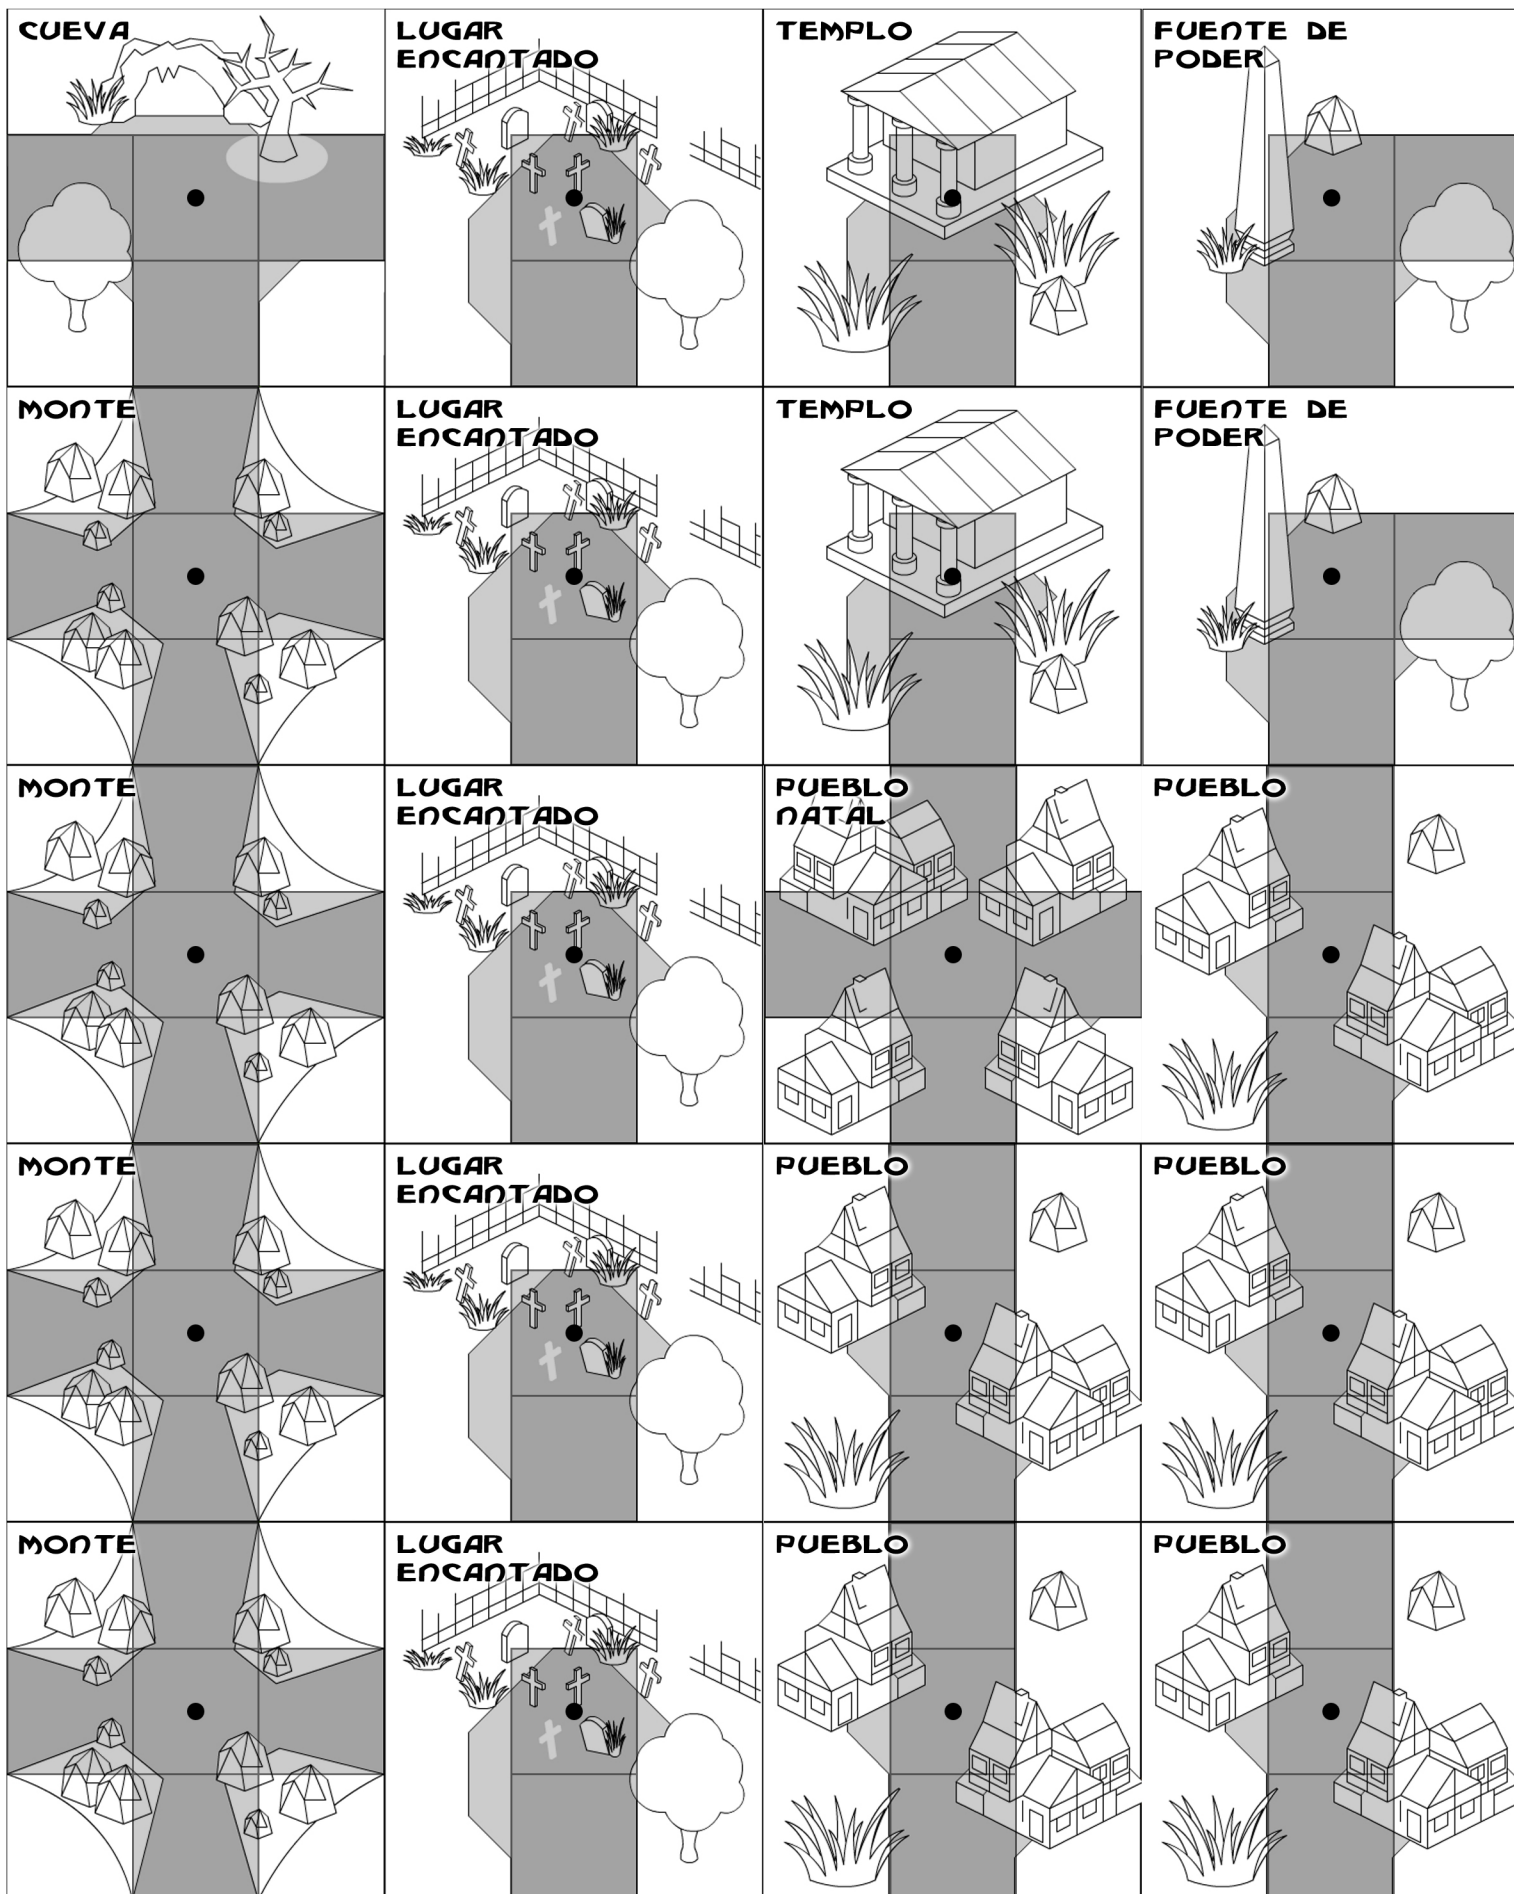 CUEVA
LUGAR
ENCANTADO
TEMPLO
FUENTE DE
PODER
MONTE
LUGAR
ENCANTADO
TEMPLO
FUENTE DE
PODER
MONTE
LUGAR
ENCANTADO
PUEBLO
NATAL
PUEBLO
MONTE
LUGAR
ENCANTADO
PUEBLO
PUEBLO
MONTE
LUGAR
ENCANTADO
PUEBLO
PUEBLO